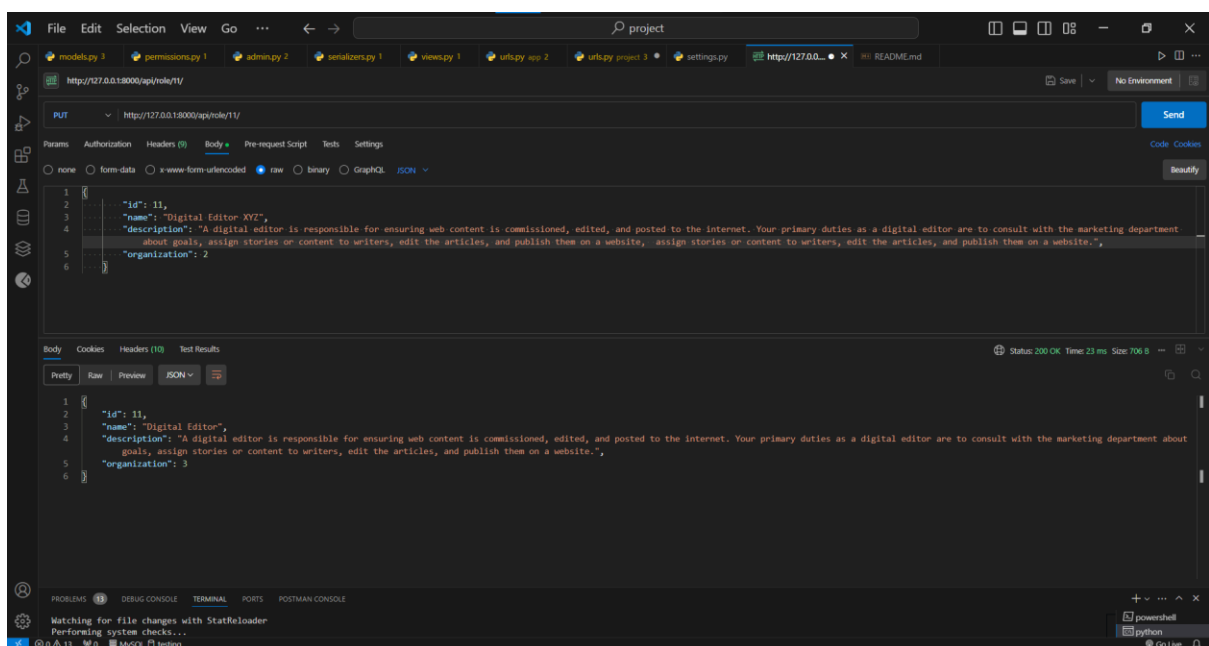 File Edit Selection View Go ··· ← → project
models.py 3 permissions.py 1 admin.py 2 serializers.py 1 views.py 1 urls.py app 2 urls.py project 3 settings.py http://127.0.0.... README.md
http://127.0.0.1:8000/api/role/11/ Save No Environment
PUT http://127.0.0.1:8000/api/role/11/ Send
Params Authorization Headers (9) Body Pre-request Script Tests Settings Code Cookies
none form-data x-www-form-urlencoded raw binary GraphQL JSON Beautify
1 {
2 "id": 11,
3 "name": "Digital Editor XYZ",
4 "description": "A digital editor is responsible for ensuring web content is commissioned, edited, and posted to the internet. Your primary duties as a digital editor are to consult with the marketing department
about goals, assign stories or content to writers, edit the articles, and publish them on a website,  assign stories or content to writers, edit the articles, and publish them on a website.",
5 "organization": 2
6 }
Body Cookies Headers (10) Test Results Status: 200 OK Time: 23 ms Size: 706 B ···
Pretty Raw Preview JSON
1 {
2 "id": 11,
3 "name": "Digital Editor",
4 "description": "A digital editor is responsible for ensuring web content is commissioned, edited, and posted to the internet. Your primary duties as a digital editor are to consult with the marketing department about
goals, assign stories or content to writers, edit the articles, and publish them on a website.",
5 "organization": 3
6 }
PROBLEMS 13 DEBUG CONSOLE TERMINAL PORTS POSTMAN CONSOLE
Watching for file changes with StatReloader
Performing system checks...
powershell
python
0 13 0 MySQL testing Go Live